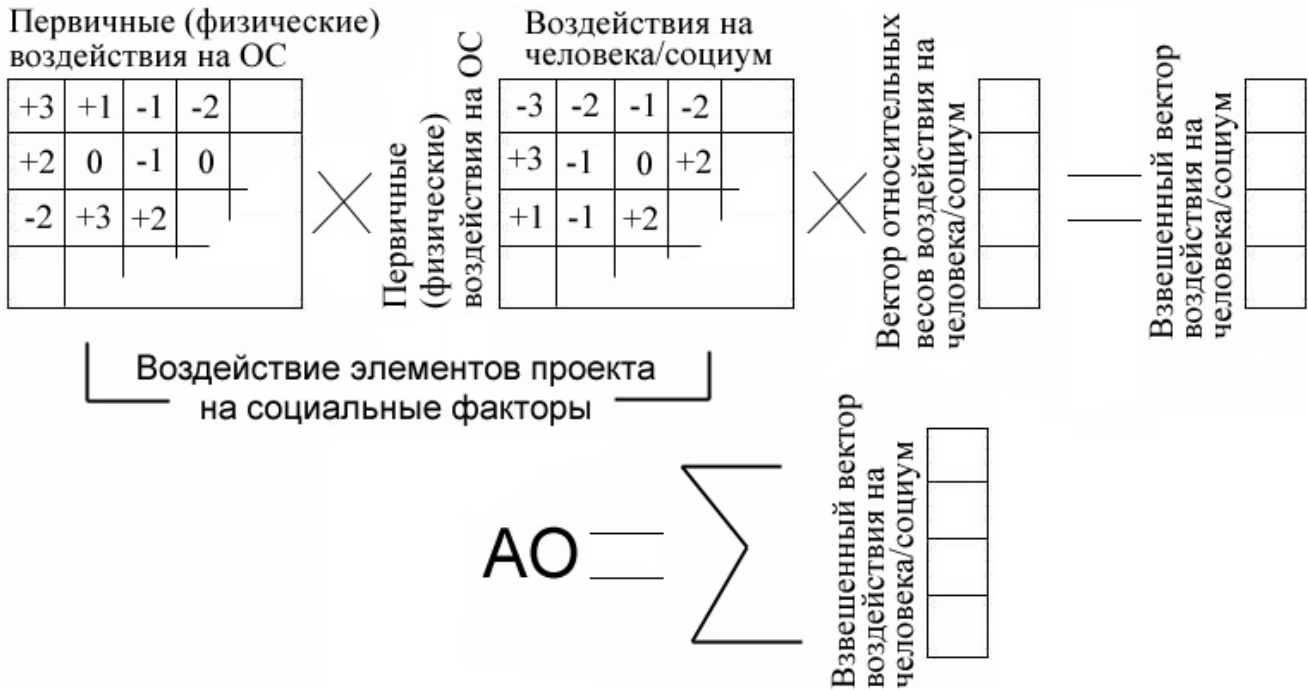 Первичные (физические)
воздействия на ОС
+3 +1 -1 -2
+2 0 -1 0
-2 +3 +2
Первичные
(физические)
воздействия на ОС
Воздействия на
человека/социум
-3 -2 -1 -2
+3 -1 0 +2
+1 -1 +2
Вектор относительных
весов воздействия на
человека/социум
=
Взвешенный вектор
воздействия на
человека/социум
Воздействие элементов проекта
на социальные факторы
АО = Σ
Взвешенный вектор
воздействия на
человека/социум